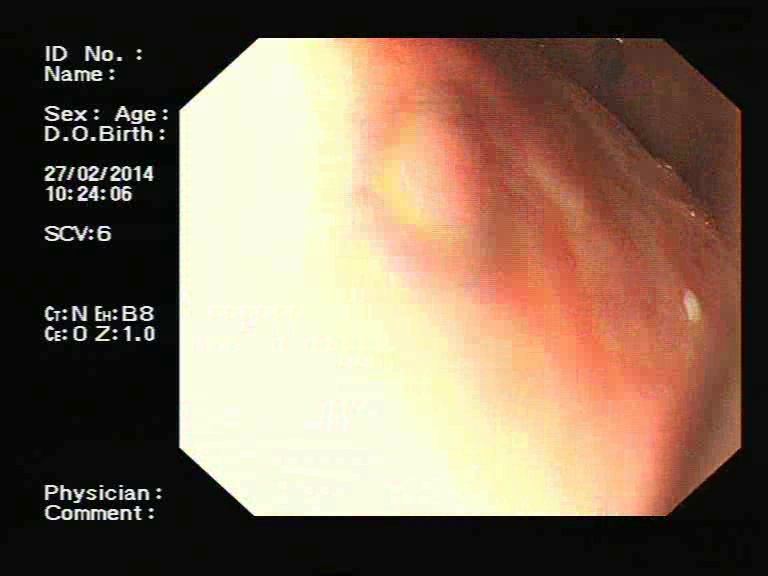 ID No. :
Name:
Sex: Age:
D.O.Birth:
27/02/2014
10:24:06
SCV:6
CT:N EH:B8
CE:0 Z:1.0
Physician:
Comment: